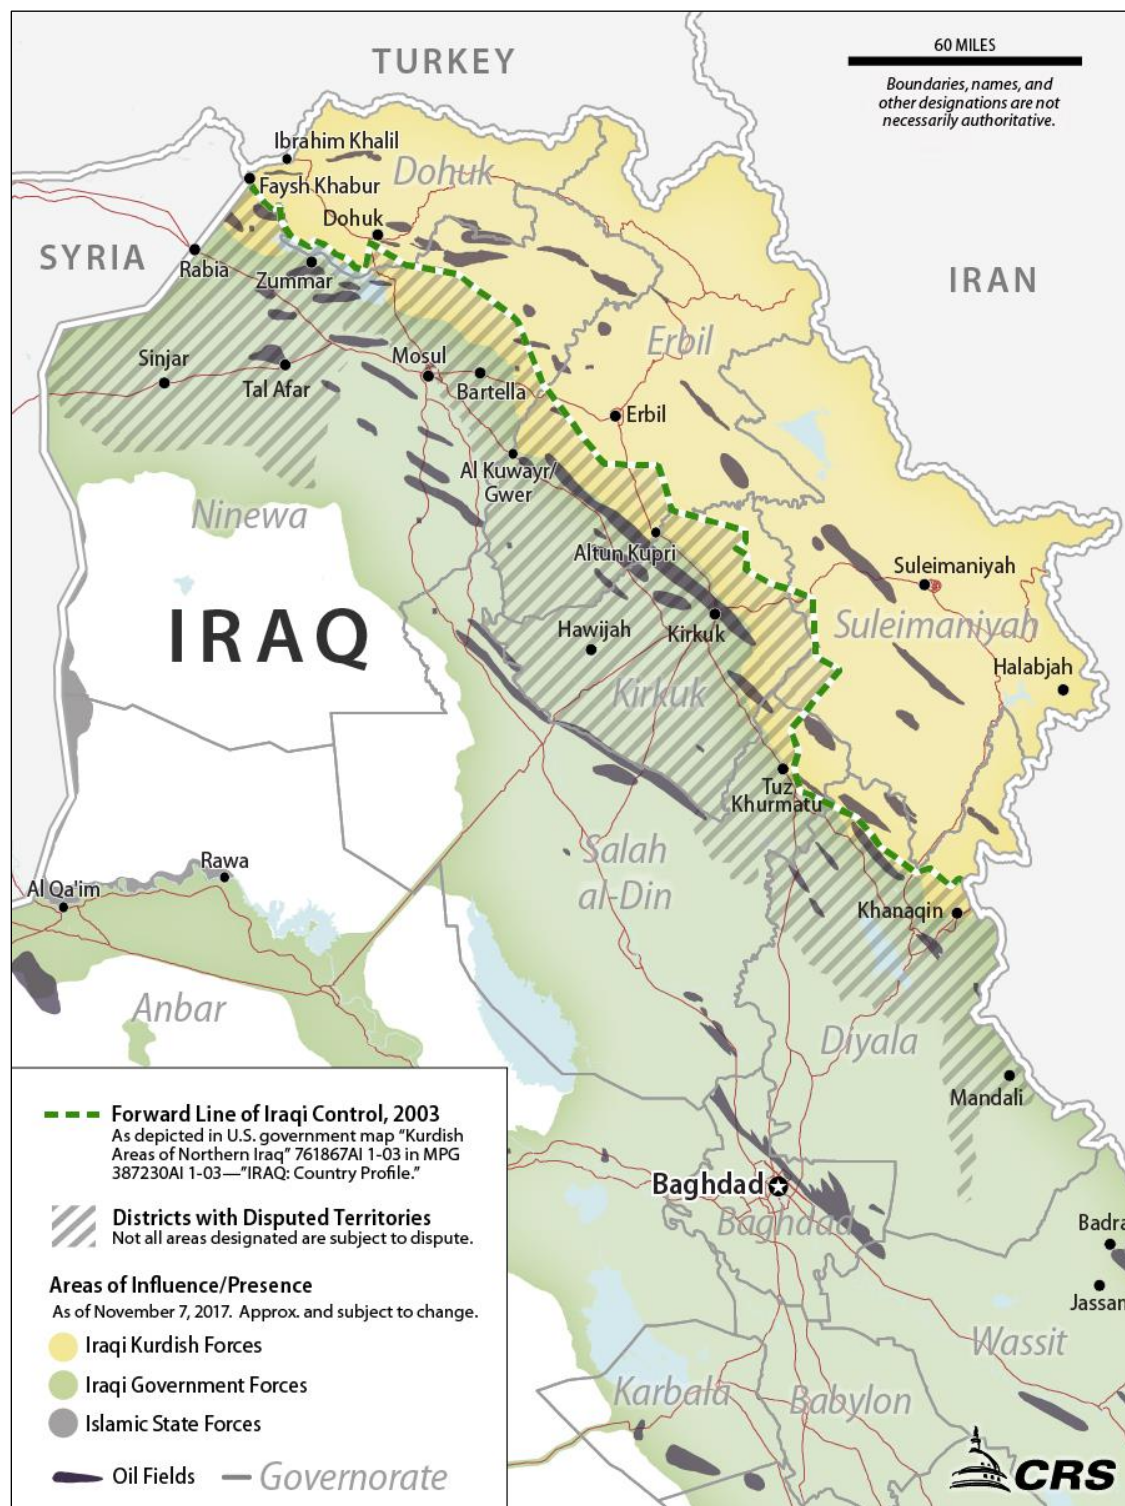 TURKEY
60 MILES
Boundaries, names, and
other designations are not
necessarily authoritative.
Ibrahim Khalil
Dohuk
Faysh Khabur
Dohuk
SYRIA
Rabia
Zummar
IRAN
Erbil
Sinjar
Mosul
Tal Afar
Bartella
Erbil
Al Kuwayr/
Gwer
Ninewa
Altun Kupri
Suleimaniyah
IRAQ
Hawijah
Kirkuk
Suleimaniyah
Halabjah
Kirkuk
Tuz
Khurmatu
Salah
al-Din
Rawa
Al Qa'im
Khanaqin
Anbar
Diyala
Mandali
Forward Line of Iraqi Control, 2003
As depicted in U.S. government map “Kurdish
Areas of Northern Iraq” 761867AI 1-03 in MPG
387230AI 1-03—”IRAQ: Country Profile.”
Districts with Disputed Territories
Not all areas designated are subject to dispute.
Areas of Influence/Presence
As of November 7, 2017. Approx. and subject to change.
Iraqi Kurdish Forces
Iraqi Government Forces
Islamic State Forces
Oil Fields
Governorate
Baghdad
Baghdad
Badra
Jassan
Wassit
Karbala
Babylon
CRS